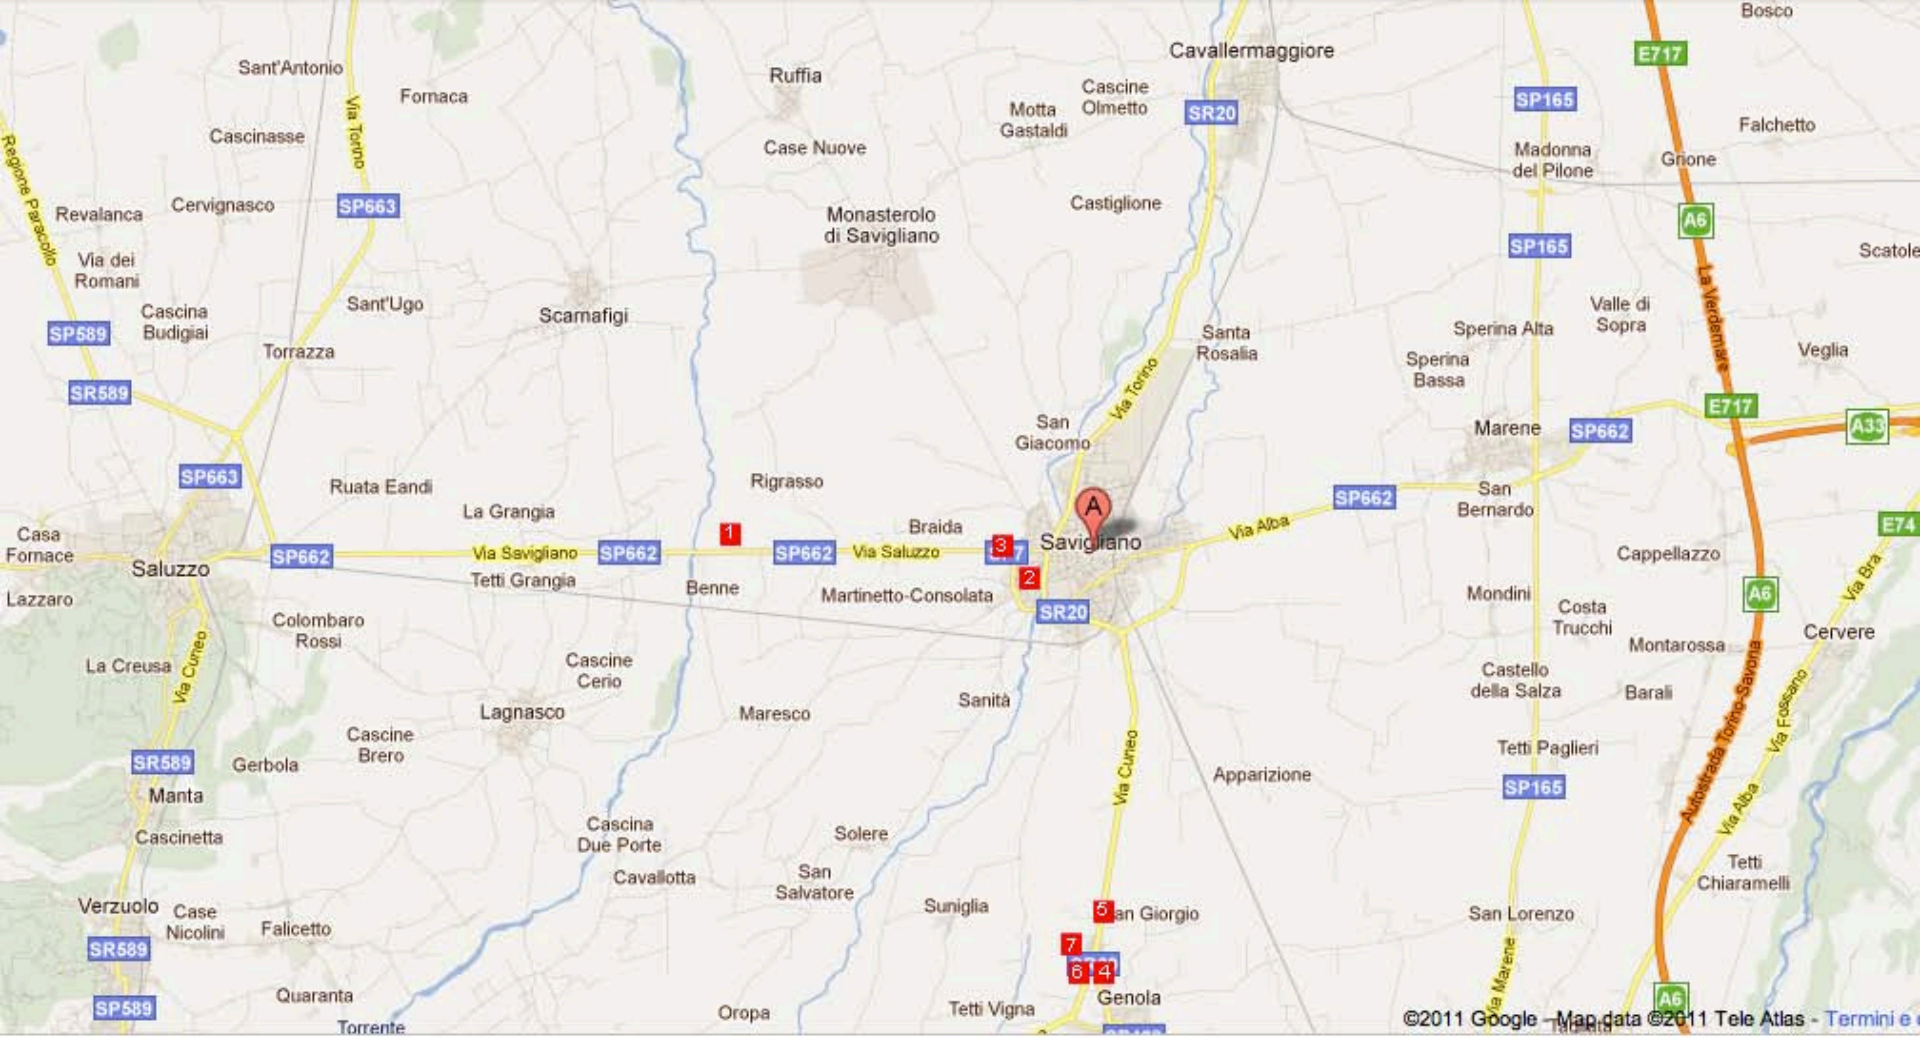 Bosco
Cavallermaggiore
E717
Sant'Antonio
Ruffia
Fornaca
Cascine
Olmetto
SP165
Motta
Gastaldi
SR20
Via Torino
Falchetto
Cascinasse
Case Nuove
Madonna
del Pilone
Grione
Regione Paracollo
Revalanca
Cervignasco
SP663
Castiglione
Monasterolo
di Savigliano
A6
SP165
Scatole
Via dei
Romani
La Verdemare
Cascina
Budigiai
Sant'Ugo
Scarnafigi
Valle di
Sopra
SP589
Santa
Rosalia
Sperina Alta
Torrazza
Sperina
Bassa
Veglia
SR589
Via Torino
E717
San
Giacomo
Marene
SP662
A33
SP663
Ruata Eandi
Rigrasso
SP662
San
Bernardo
La Grangia
A
Casa
Fornace
1
Braida
Via Alba
E74
SP662
Via Savigliano
SP662
SP662
Via Saluzzo
3
7
Savigliano
Cappellazzo
Saluzzo
Tetti Grangia
Benne
2
Martinetto-Consolata
Mondini
A6
Via Bra
Lazzaro
SR20
Costa
Trucchi
Colombaro
Rossi
Cervere
Montarossa
La Creusa
Via Cuneo
Cascine
Cerio
Castello
della Salza
Barali
Sanità
Lagnasco
Maresco
Autostrada Torino-Savona
Via Fossano
Cascine
Brero
Tetti Paglieri
SR589
Gerbola
Via Cuneo
Apparizione
SP165
Manta
Via Alba
Cascinetta
Cascina
Due Porte
Solere
Cavallotta
San
Salvatore
Tetti
Chiaramelli
Verzuolo
Case
Nicolini
Suniglia
5
an Giorgio
San Lorenzo
Falicetto
SR589
7
6
4
Via Marene
Quaranta
Genola
A6
SP589
Oropa
Tetti Vigna
Torrente
©2011 Google - Map data ©2011 Tele Atlas - Termini e